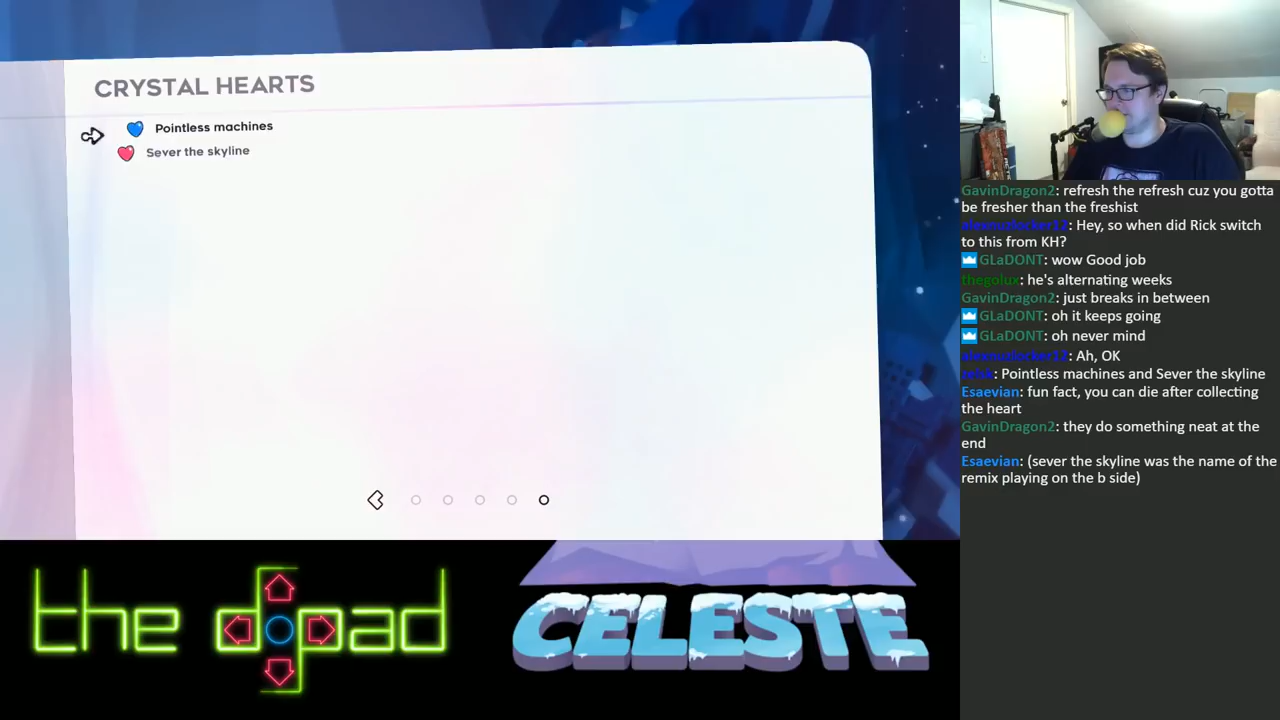 CRYSTAL HEARTS
Pointless machines
Sever the skyline
GavinDragon2: refresh the refresh cuz you gotta
be fresher than the freshist
Hey, so when did Rick switch
to this from KH?
GLaDONT: wow Good job
thegolux: he's alternating weeks
GavinDragon2: just breaks in between
GLaDONT: oh it keeps going
GLaDONT: oh never mind
Ah, OK
Pointless machines and Sever the skyline
Esaevian: fun fact, you can die after collecting
the heart
GavinDragon2: they do something neat at the
end
Esaevian: (sever the skyline was the name of the
remix playing on the b side)
the dpad
CELESTE